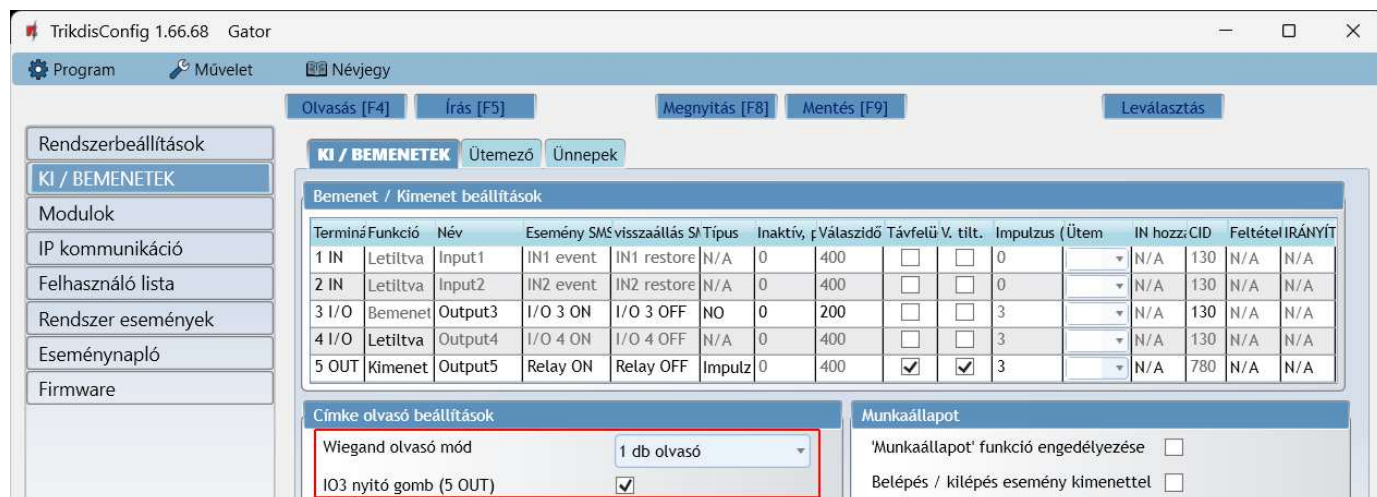 TrikdisConfig 1.66.68 Gator
Program Művelet Névjegy
Olvasás [F4] Írás [F5] Megnyitás [F8] Mentés [F9] Leválasztás
Rendszerbeállítások
KI / BEMENETEK
Modulok
IP kommunikáció
Felhasználó lista
Rendszer események
Eseménynapló
Firmware
KI / BEMENETEK Ütemező Ünnepek
Bemenet / Kimenet beállítások
Terminá Funkció Név Esemény SMS visszaállás SM Típus Inaktív, Válaszidő Távfelü V. tilt. Impulzus ( Ütem IN hozzá CID Feltétel IRÁNYÍT
1 IN Letiltva Input1 IN1 event IN1 restore N/A 0 400 0 N/A 130 N/A N/A
2 IN Letiltva Input2 IN2 event IN2 restore N/A 0 400 0 N/A 130 N/A N/A
3 I/O Bemenet Output3 I/O 3 ON I/O 3 OFF NO 0 200 3 N/A 130 N/A N/A
4 I/O Letiltva Output4 I/O 4 ON I/O 4 OFF N/A 0 400 3 N/A 130 N/A N/A
5 OUT Kimenet Output5 Relay ON Relay OFF Impulz 0 400 3 N/A 780 N/A N/A
Címke olvasó beállítások
Wiegand olvasó mód 1 db olvasó
IO3 nyitó gomb (5 OUT)
Munkaállapot
'Munkaállapot' funkció engedélyezése
Belépés / kilépés esemény kimenettel